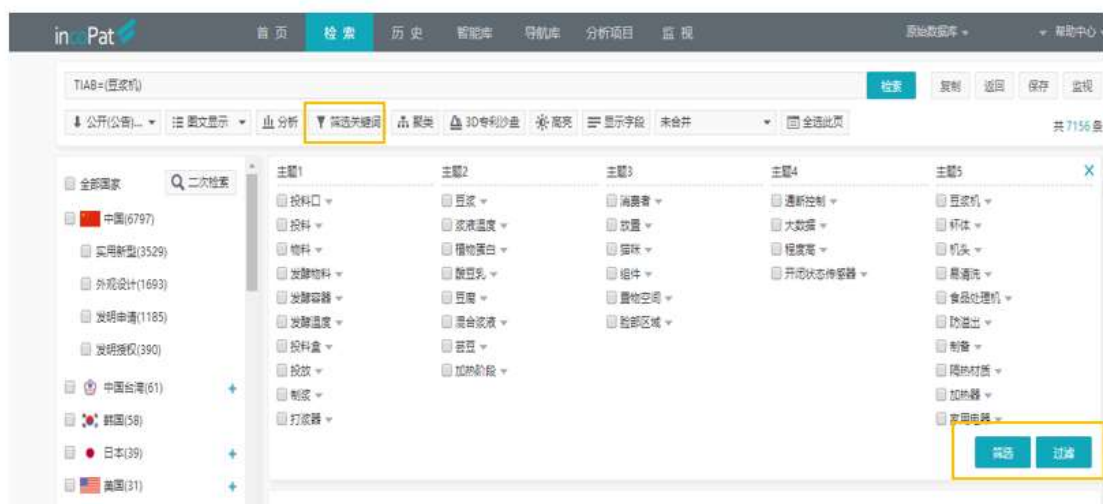 incoPat 首页 检索 历史 智能库 导航库 分析项目 监视 原始数据库 帮助中心
TIAB=(豆浆机) 检索 复制 返回 保存 监视
公开(公告)... 图文显示 分析 筛选关键词 聚类 3D专利沙盘 高亮 显示字段 未合并 全选此页 共7156条
全部国家 二次检索
中国(6797)
实用新型(3529)
外观设计(1693)
发明申请(1185)
发明授权(390)
中国台湾(61)
韩国(58)
日本(39)
美国(31)
主题1
投料口
投料
物料
发酵物料
发酵容器
发酵温度
投料盒
投放
制浆
打浆器
主题2
豆浆
浆液温度
植物蛋白
酸豆乳
豆腐
混合浆液
芸豆
加热阶段
主题3
消费者
放置
猫咪
组件
置物空间
脸部区域
主题4
通断控制
大数据
程度高
开闭状态传感器
主题5
豆浆机
杯体
机头
易清洗
食品处理机
防溢出
制备
隔热材质
加热器
家用电器
筛选 过滤